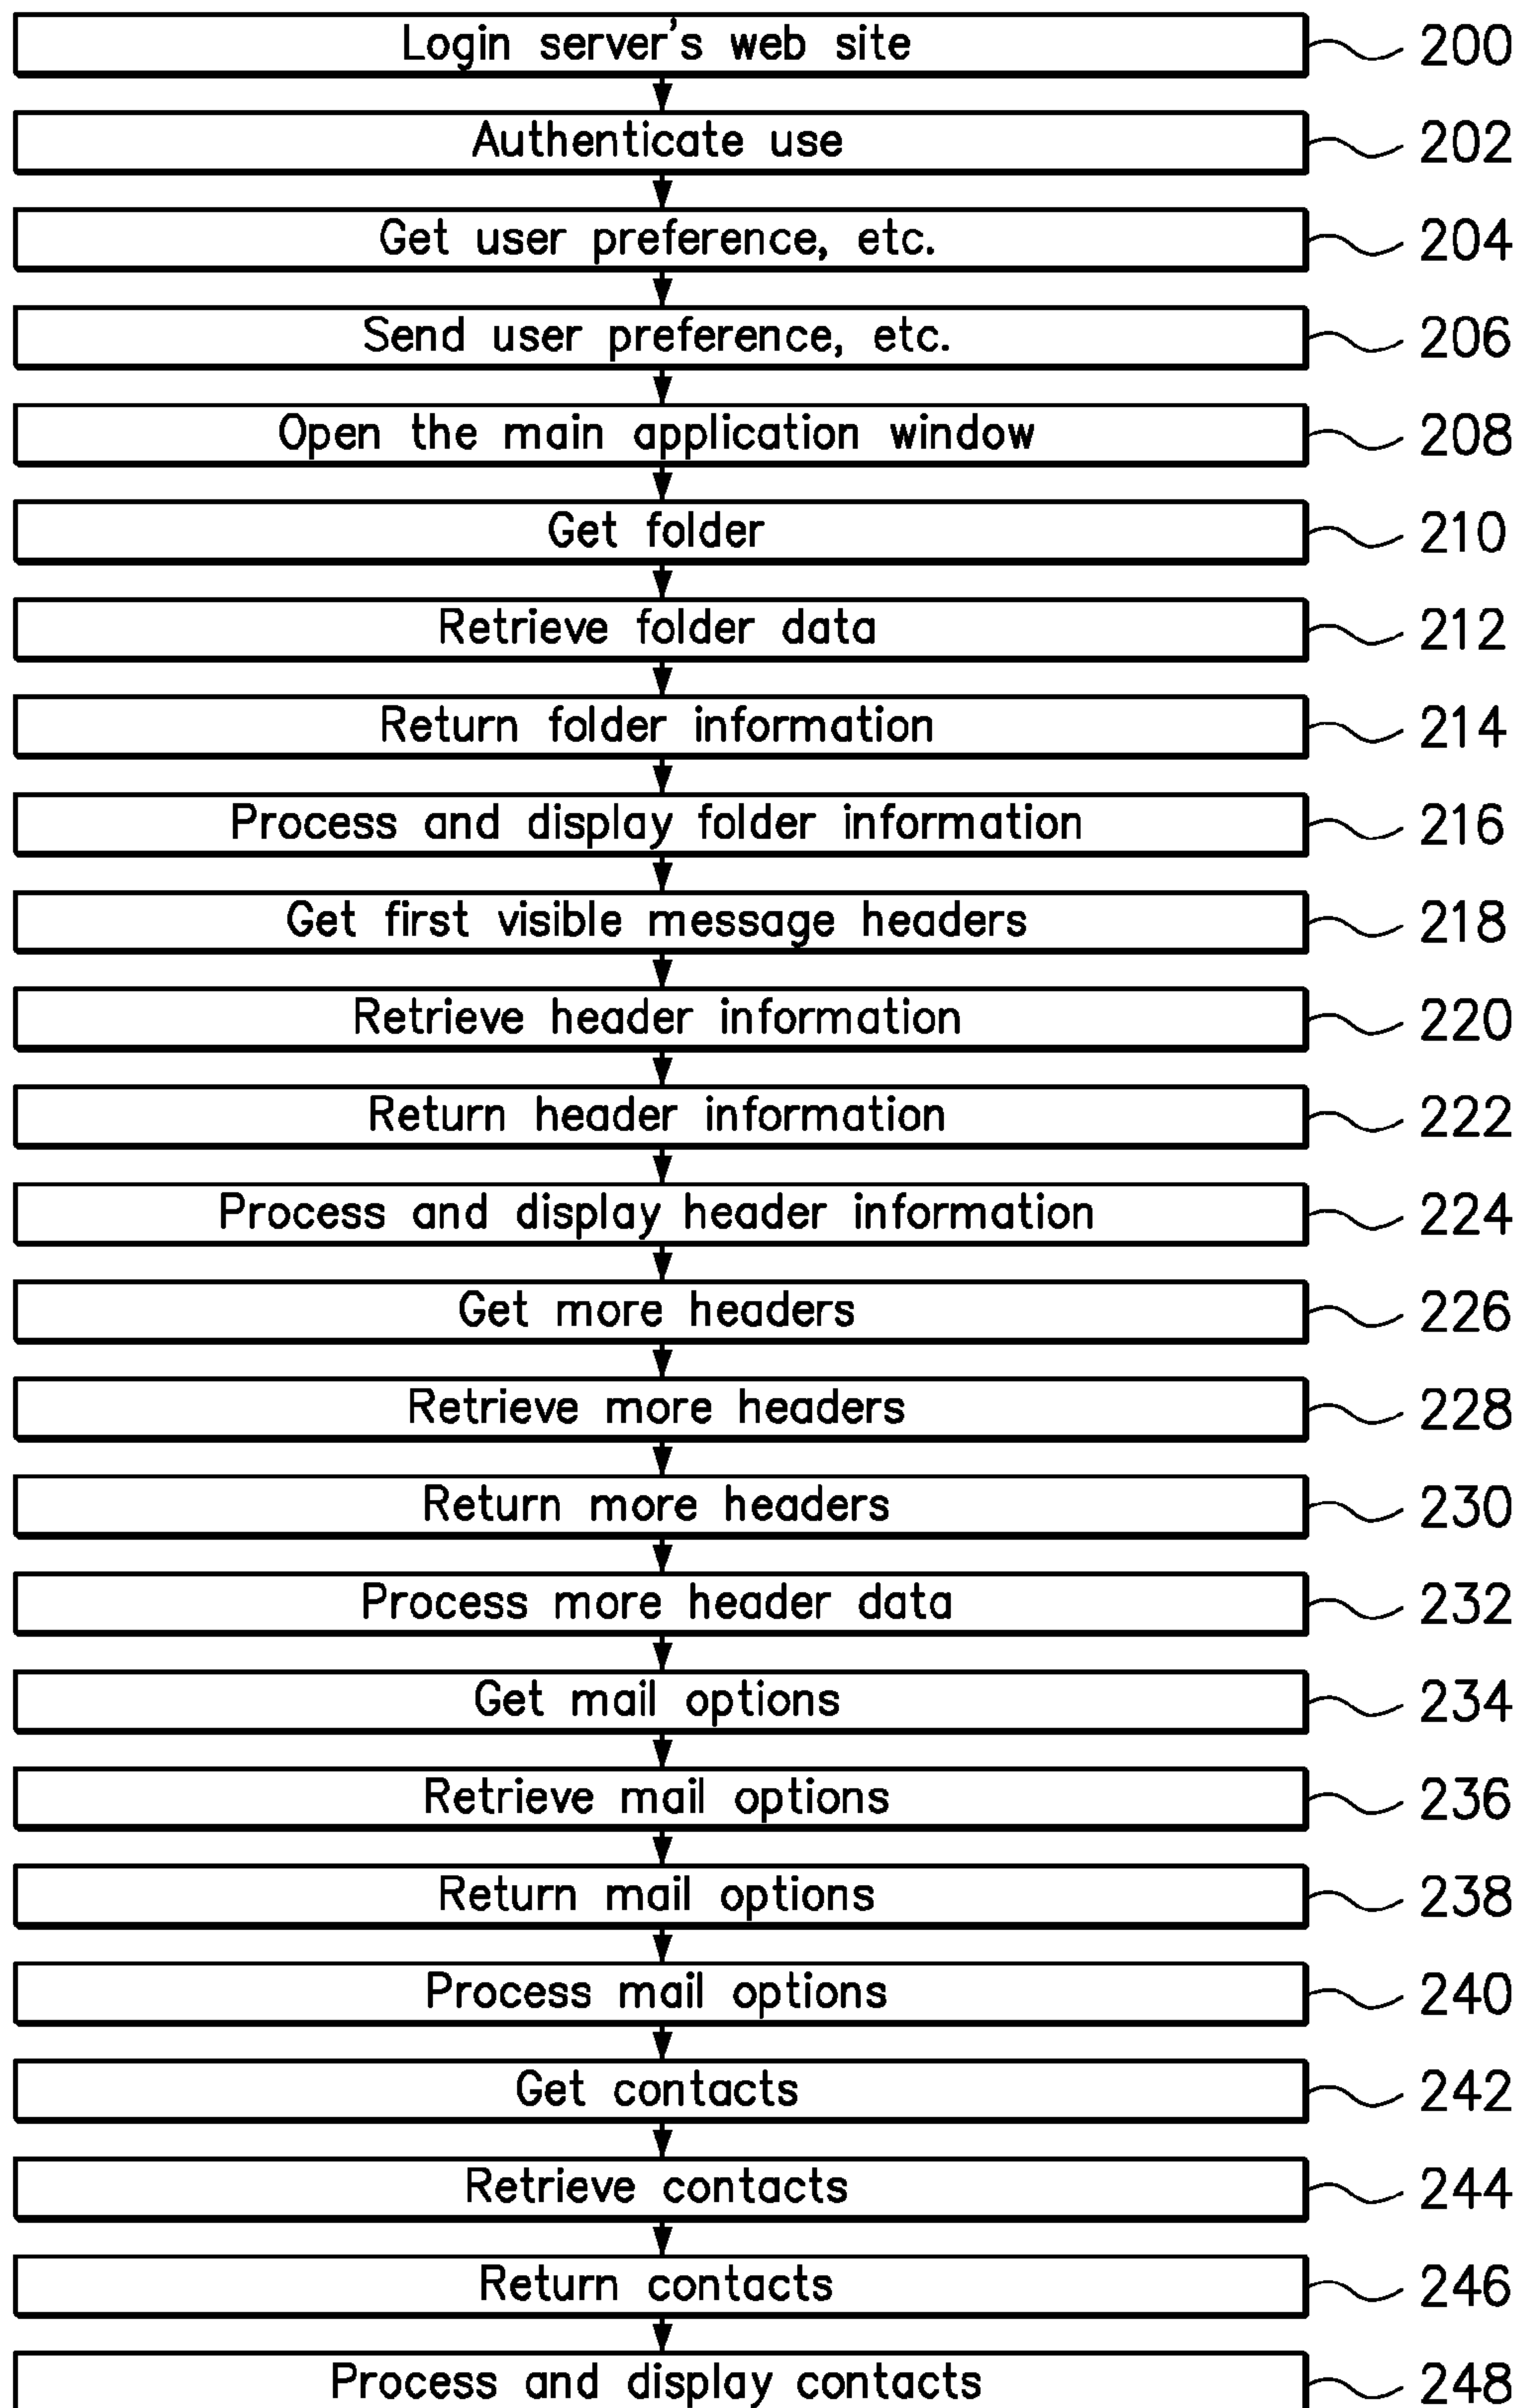 Login server's web site 200
Authenticate use 202
Get user preference, etc. 204
Send user preference, etc. 206
Open the main application window 208
Get folder 210
Retrieve folder data 212
Return folder information 214
Process and display folder information 216
Get first visible message headers 218
Retrieve header information 220
Return header information 222
Process and display header information 224
Get more headers 226
Retrieve more headers 228
Return more headers 230
Process more header data 232
Get mail options 234
Retrieve mail options 236
Return mail options 238
Process mail options 240
Get contacts 242
Retrieve contacts 244
Return contacts 246
Process and display contacts 248